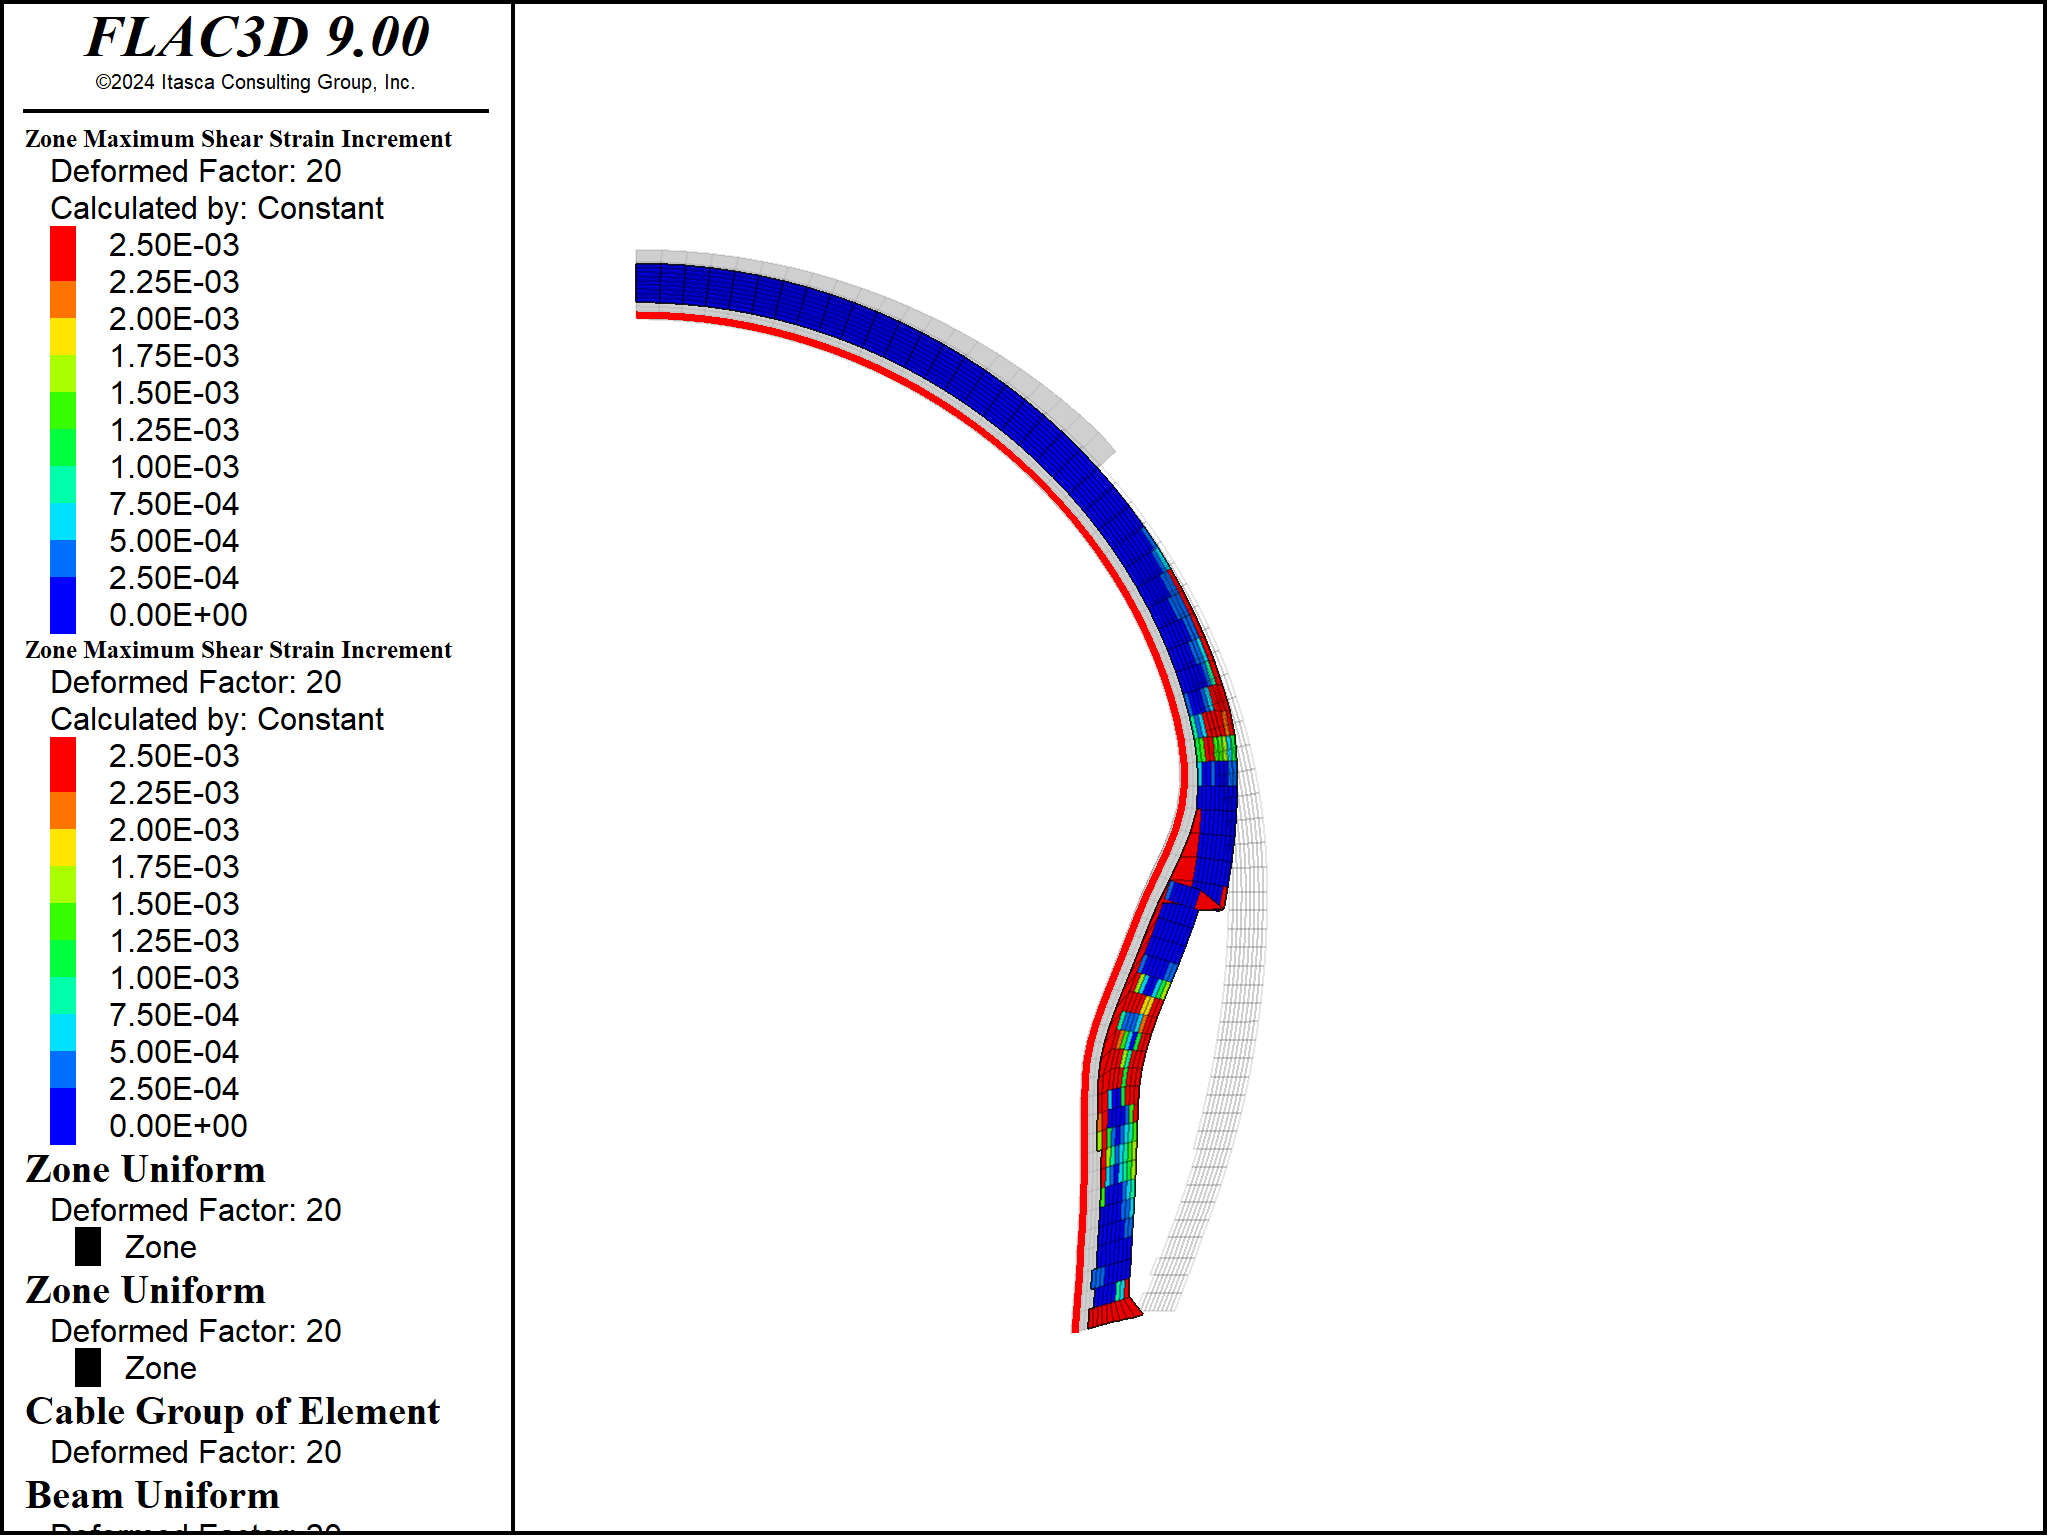 FLAC3D 9.00
©2024 Itasca Consulting Group, Inc.
Zone Maximum Shear Strain Increment
Deformed Factor: 20
Calculated by: Constant
2.50E-03
2.25E-03
2.00E-03
1.75E-03
1.50E-03
1.25E-03
1.00E-03
7.50E-04
5.00E-04
2.50E-04
0.00E+00
Zone Maximum Shear Strain Increment
Deformed Factor: 20
Calculated by: Constant
2.50E-03
2.25E-03
2.00E-03
1.75E-03
1.50E-03
1.25E-03
1.00E-03
7.50E-04
5.00E-04
2.50E-04
0.00E+00
Zone Uniform
Deformed Factor: 20
Zone
Zone Uniform
Deformed Factor: 20
Zone
Cable Group of Element
Deformed Factor: 20
Beam Uniform